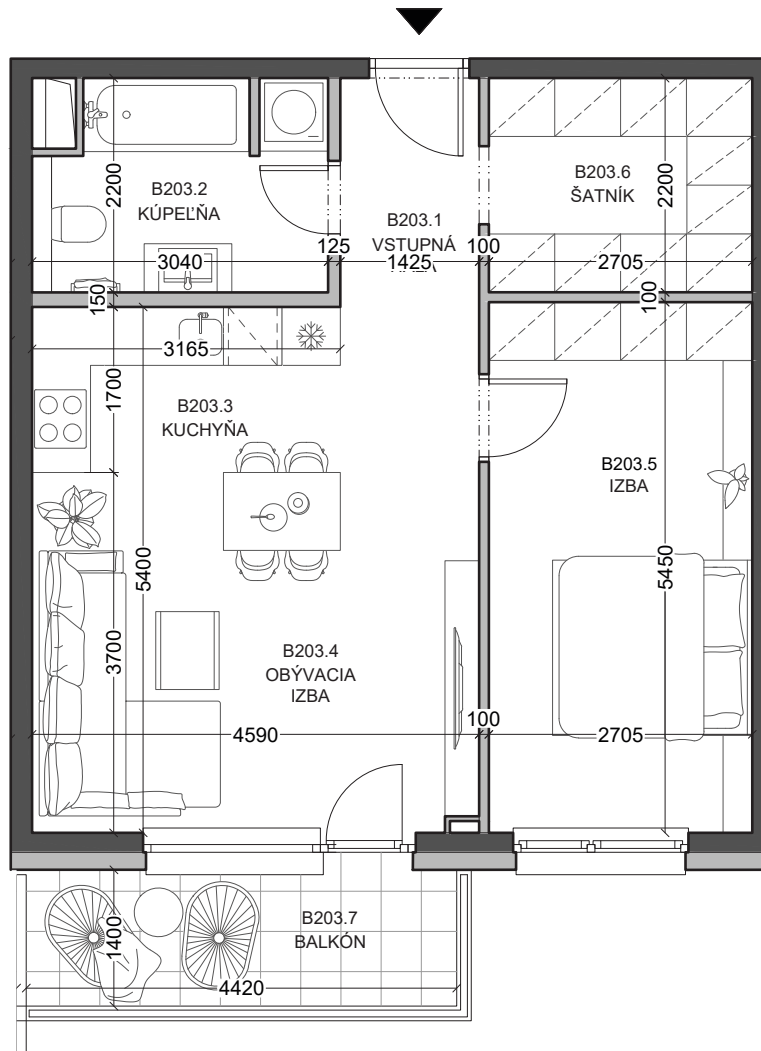 B203.2
KÚPEĽŇA
B203.1
VSTUPNÁ
B203.6
ŠATNÍK
2200
2200
3040
125
1425
100
2705
150
100
3165
1700
B203.3
KUCHYŇA
B203.5
IZBA
5400
5450
3700
B203.4
OBÝVACIA
IZBA
4590
100
2705
B203.7
BALKÓN
1400
4420